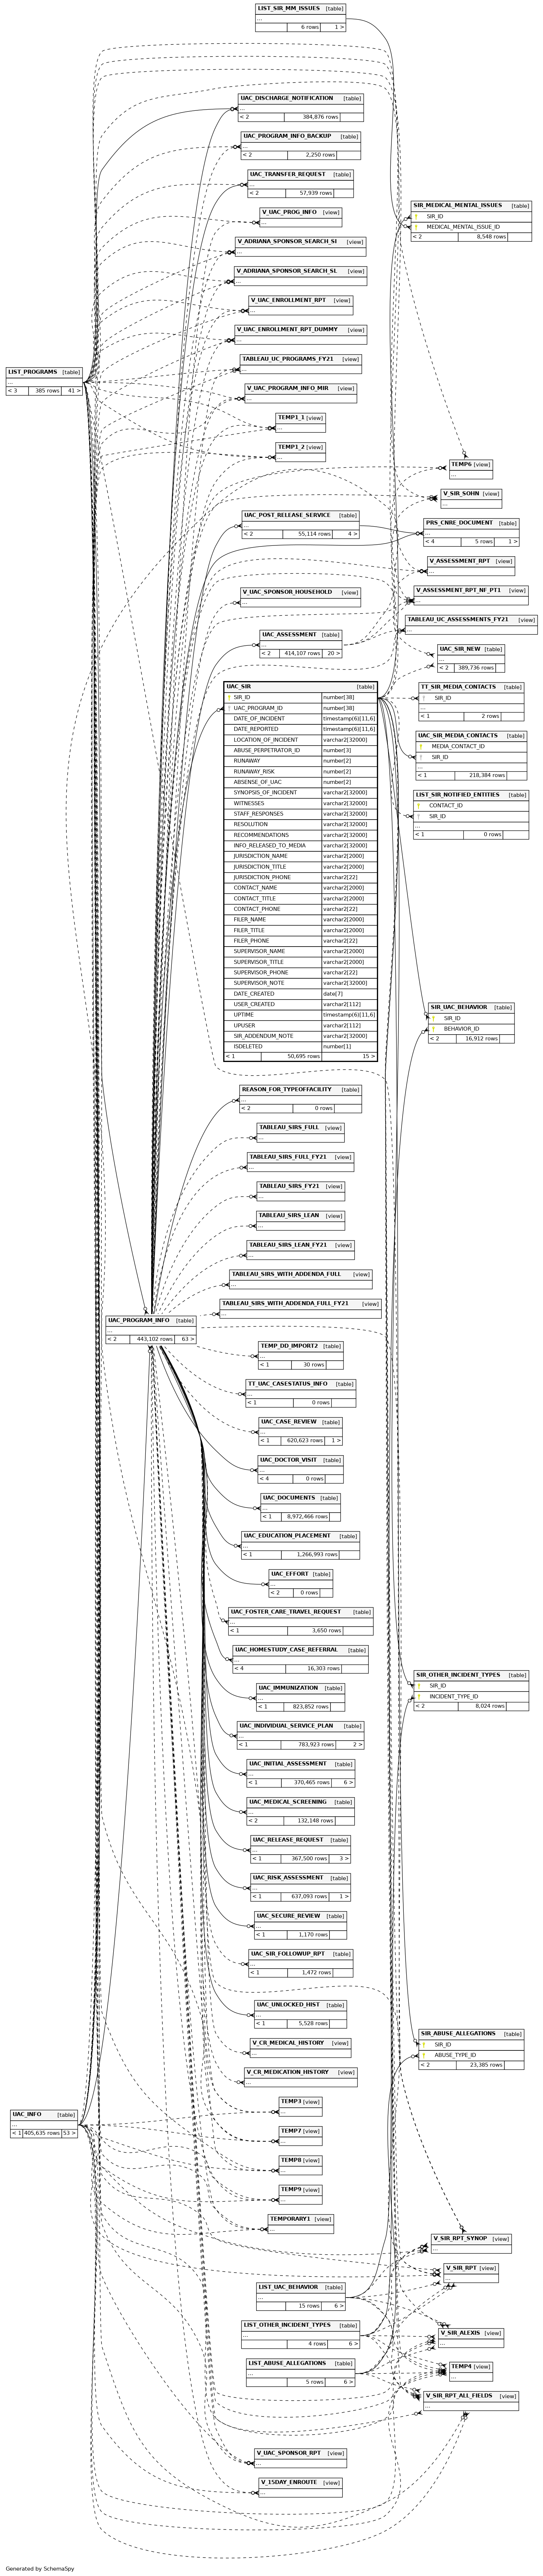 LIST_SIR_MM_ISSUES [table]
...
6 rows 1 >
UAC_DISCHARGE_NOTIFICATION [table]
...
< 2 384,876 rows
UAC_PROGRAM_INFO_BACKUP [table]
...
< 2 2,250 rows
UAC_TRANSFER_REQUEST [table]
...
< 2 57,939 rows
SIR_MEDICAL_MENTAL_ISSUES [table]
SIR_ID
MEDICAL_MENTAL_ISSUE_ID
< 2 8,548 rows
V_UAC_PROG_INFO [view]
...
V_ADRIANA_SPONSOR_SEARCH_SI [view]
...
V_ADRIANA_SPONSOR_SEARCH_SL [view]
...
V_UAC_ENROLLMENT_RPT [view]
...
V_UAC_ENROLLMENT_RPT_DUMMY [view]
...
TABLEAU_UC_PROGRAMS_FY21 [view]
...
LIST_PROGRAMS [table]
...
< 3 385 rows 41 >
V_UAC_PROGRAM_INFO_MIR [view]
...
TEMP1_1 [view]
...
TEMP1_2 [view]
...
TEMP6 [view]
...
V_SIR_SOHN [view]
...
UAC_POST_RELEASE_SERVICE [table]
...
< 2 55,114 rows 4 >
PRS_CNRE_DOCUMENT [table]
...
< 4 5 rows 1 >
V_ASSESSMENT_RPT [view]
...
V_UAC_SPONSOR_HOUSEHOLD [view]
...
V_ASSESSMENT_RPT_NF_PT1 [view]
...
TABLEAU_UC_ASSESSMENTS_FY21 [view]
...
UAC_ASSESSMENT [table]
...
< 2 414,107 rows 20 >
UAC_SIR_NEW [table]
...
< 2 389,736 rows
UAC_SIR [table]
SIR_ID number[38]
UAC_PROGRAM_ID number[38]
DATE_OF_INCIDENT timestamp(6)[11,6]
DATE_REPORTED timestamp(6)[11,6]
LOCATION_OF_INCIDENT varchar2[32000]
ABUSE_PERPETRATOR_ID number[3]
RUNAWAY number[2]
RUNAWAY_RISK number[2]
ABSENSE_OF_UAC number[2]
SYNOPSIS_OF_INCIDENT varchar2[32000]
WITNESSES varchar2[32000]
STAFF_RESPONSES varchar2[32000]
RESOLUTION varchar2[32000]
RECOMMENDATIONS varchar2[32000]
INFO_RELEASED_TO_MEDIA varchar2[32000]
JURISDICTION_NAME varchar2[2000]
JURISDICTION_TITLE varchar2[2000]
JURISDICTION_PHONE varchar2[22]
CONTACT_NAME varchar2[2000]
CONTACT_TITLE varchar2[2000]
CONTACT_PHONE varchar2[22]
FILER_NAME varchar2[2000]
FILER_TITLE varchar2[2000]
FILER_PHONE varchar2[22]
SUPERVISOR_NAME varchar2[2000]
SUPERVISOR_TITLE varchar2[2000]
SUPERVISOR_PHONE varchar2[22]
SUPERVISOR_NOTE varchar2[32000]
DATE_CREATED date[7]
USER_CREATED varchar2[112]
UPTIME timestamp(6)[11,6]
UPUSER varchar2[112]
SIR_ADDENDUM_NOTE varchar2[32000]
ISDELETED number[1]
< 1 50,695 rows 15 >
TT_SIR_MEDIA_CONTACTS [table]
SIR_ID
...
< 1 2 rows
UAC_SIR_MEDIA_CONTACTS [table]
MEDIA_CONTACT_ID
SIR_ID
...
< 1 218,384 rows
LIST_SIR_NOTIFIED_ENTITIES [table]
CONTACT_ID
SIR_ID
...
< 1 0 rows
SIR_UAC_BEHAVIOR [table]
SIR_ID
BEHAVIOR_ID
< 2 16,912 rows
REASON_FOR_TYPEOFFACILITY [table]
...
< 2 0 rows
TABLEAU_SIRS_FULL [view]
...
TABLEAU_SIRS_FULL_FY21 [view]
...
TABLEAU_SIRS_FY21 [view]
...
TABLEAU_SIRS_LEAN [view]
...
TABLEAU_SIRS_LEAN_FY21 [view]
...
TABLEAU_SIRS_WITH_ADDENDA_FULL [view]
...
TABLEAU_SIRS_WITH_ADDENDA_FULL_FY21 [view]
...
UAC_PROGRAM_INFO [table]
...
< 2 443,102 rows 63 >
TEMP_DD_IMPORT2 [table]
...
< 1 30 rows
TT_UAC_CASESTATUS_INFO [table]
...
< 1 0 rows
UAC_CASE_REVIEW [table]
...
< 1 620,623 rows 1 >
UAC_DOCTOR_VISIT [table]
...
< 4 0 rows
UAC_DOCUMENTS [table]
...
< 1 8,972,466 rows
UAC_EDUCATION_PLACEMENT [table]
...
< 1 1,266,993 rows
UAC_EFFORT [table]
...
< 2 0 rows
UAC_FOSTER_CARE_TRAVEL_REQUEST [table]
...
< 1 3,650 rows
UAC_HOMESTUDY_CASE_REFERRAL [table]
...
< 4 16,303 rows
SIR_OTHER_INCIDENT_TYPES [table]
SIR_ID
INCIDENT_TYPE_ID
< 2 8,024 rows
UAC_IMMUNIZATION [table]
...
< 1 823,852 rows
UAC_INDIVIDUAL_SERVICE_PLAN [table]
...
< 1 783,923 rows 2 >
UAC_INITIAL_ASSESSMENT [table]
...
< 1 370,465 rows 6 >
UAC_MEDICAL_SCREENING [table]
...
< 2 132,148 rows
UAC_RELEASE_REQUEST [table]
...
< 1 367,500 rows 3 >
UAC_RISK_ASSESSMENT [table]
...
< 1 637,093 rows 1 >
UAC_SECURE_REVIEW [table]
...
< 1 1,170 rows
UAC_SIR_FOLLOWUP_RPT [table]
...
< 1 1,472 rows
UAC_UNLOCKED_HIST [table]
...
< 1 5,528 rows
SIR_ABUSE_ALLEGATIONS [table]
SIR_ID
ABUSE_TYPE_ID
< 2 23,385 rows
V_CR_MEDICAL_HISTORY [view]
...
V_CR_MEDICATION_HISTORY [view]
...
UAC_INFO [table]
...
< 1 405,635 rows 53 >
TEMP3 [view]
...
TEMP7 [view]
...
TEMP8 [view]
...
TEMP9 [view]
...
TEMPORARY1 [view]
...
V_SIR_RPT_SYNOP [view]
...
V_SIR_RPT [view]
...
LIST_UAC_BEHAVIOR [table]
...
15 rows 6 >
LIST_OTHER_INCIDENT_TYPES [table]
...
4 rows 6 >
V_SIR_ALEXIS [view]
...
LIST_ABUSE_ALLEGATIONS [table]
...
5 rows 6 >
TEMP4 [view]
...
V_SIR_RPT_ALL_FIELDS [view]
...
V_UAC_SPONSOR_RPT [view]
...
V_15DAY_ENROUTE [view]
...
Generated by SchemaSpy